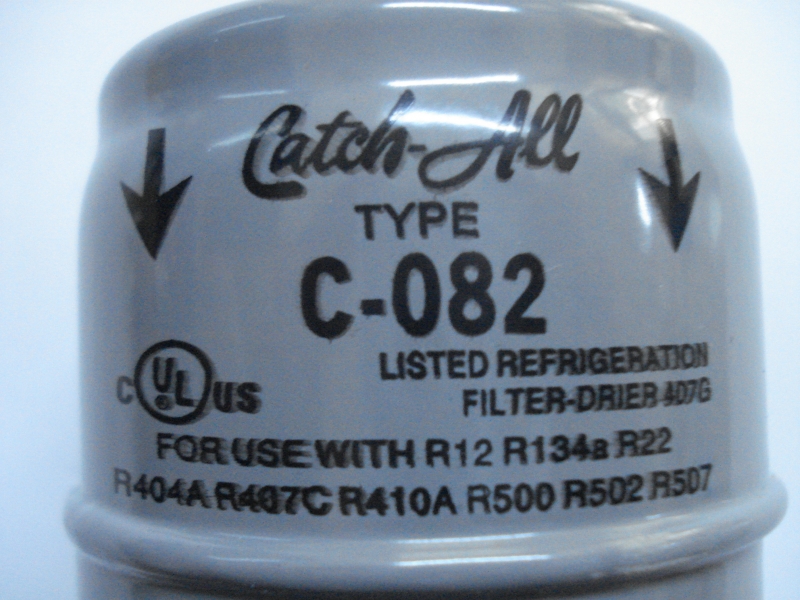 Catch-All
TYPE
C-082
C UL US
LISTED REFRIGERATION
FILTER-DRIER 407G
FOR USE WITH R12 R134a R22
R404A R407C R410A R500 R502 R507